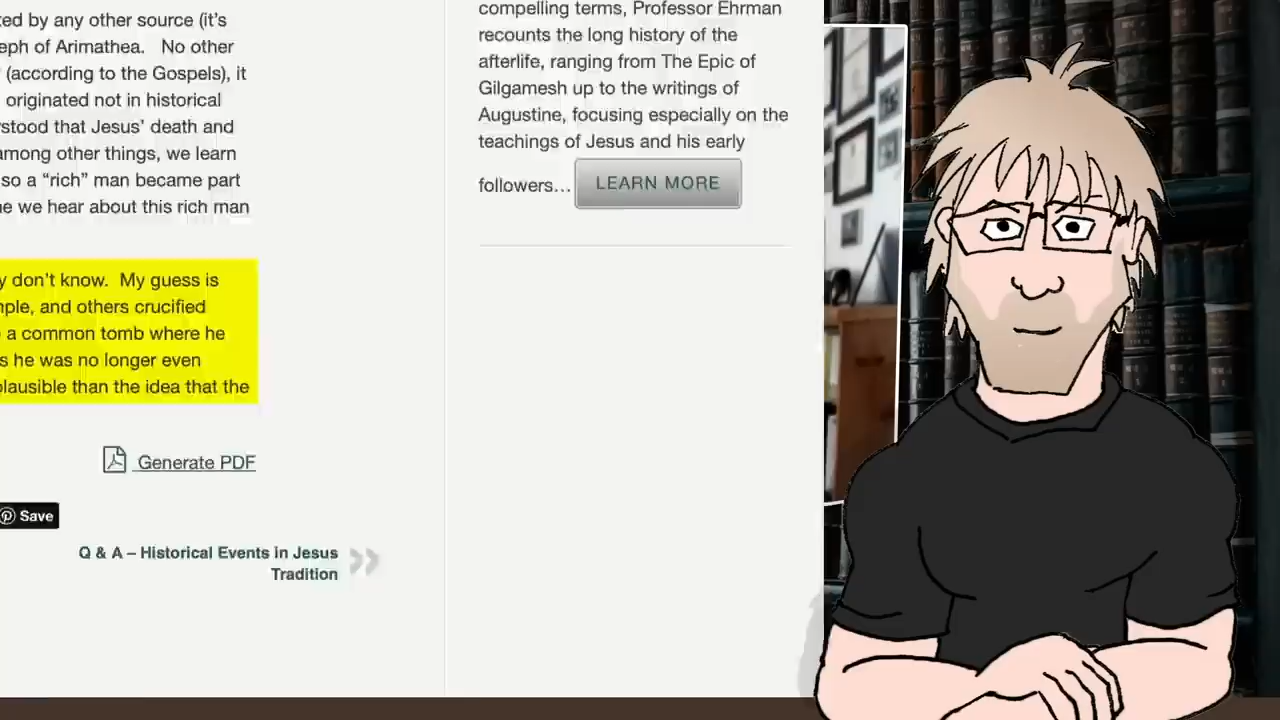 ted by any other source (it's
eph of Arimathea. No other
(according to the Gospels), it
originated not in historical
stood that Jesus' death and
among other things, we learn
so a "rich" man became part
e we hear about this rich man
y don't know. My guess is
ple, and others crucified
a common tomb where he
s he was no longer even
plausible than the idea that the
Generate PDF
Save
Q & A – Historical Events in Jesus
Tradition
compelling terms, Professor Ehrman
recounts the long history of the
afterlife, ranging from The Epic of
Gilgamesh up to the writings of
Augustine, focusing especially on the
teachings of Jesus and his early
followers… LEARN MORE